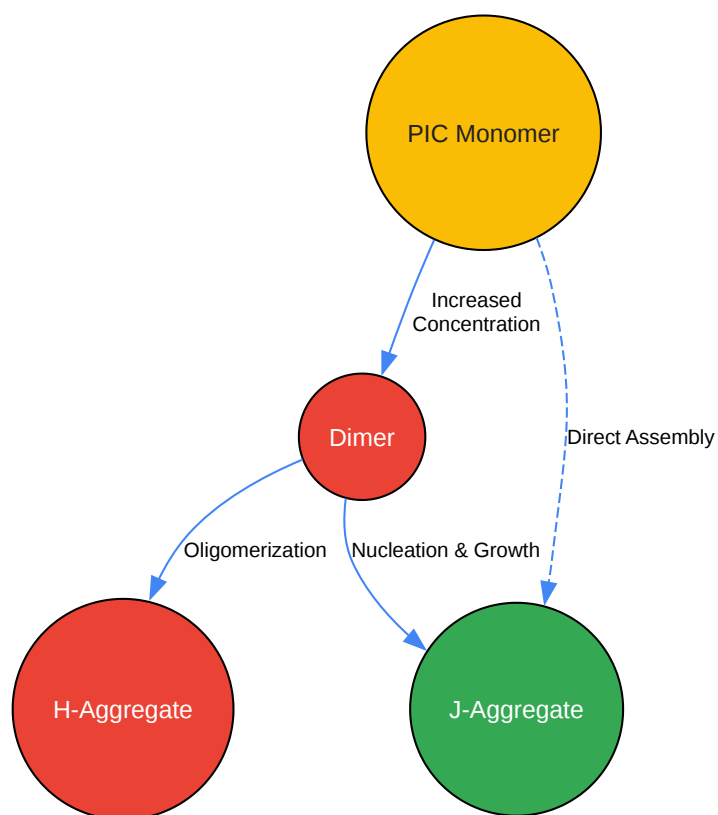 PIC Monomer
Increased
Concentration
Dimer
Direct Assembly
Oligomerization
Nucleation & Growth
H-Aggregate
J-Aggregate